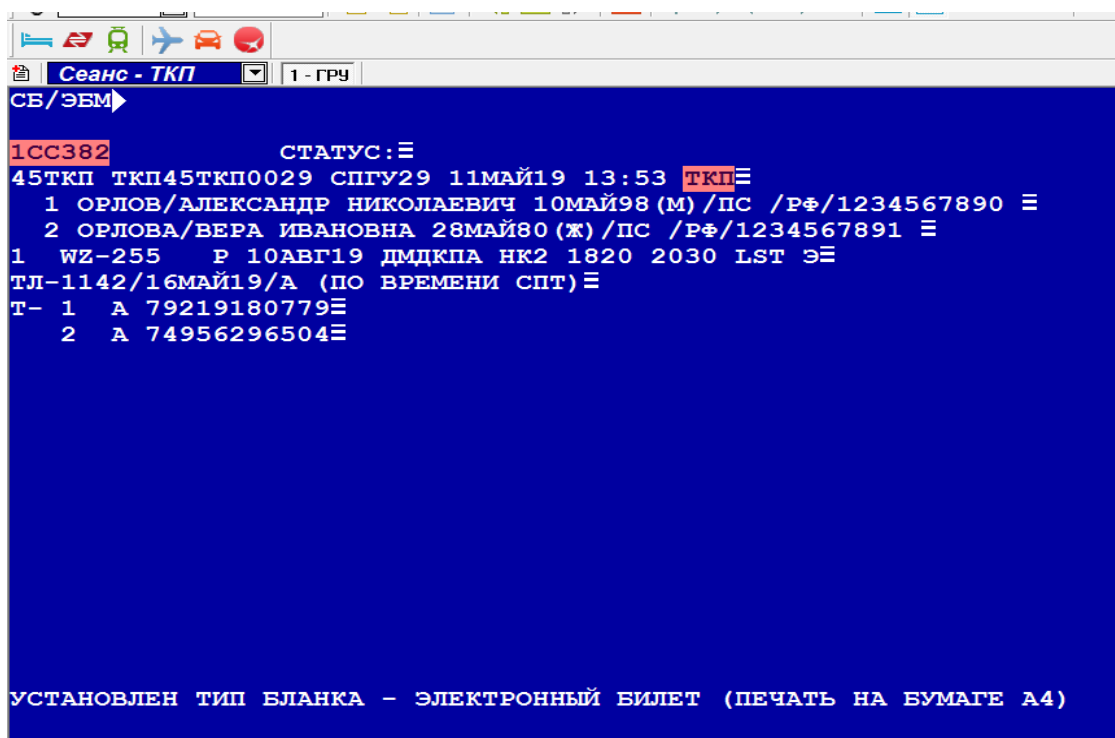 Сеанс - ТКП 1 - ГРУ
СБ/ЭБМ
1СС382 СТАТУС:
45ТКП ТКП45ТКП0029 СПГУ29 11МАЙ19 13:53 ТКП
1 ОРЛОВ/АЛЕКСАНДР НИКОЛАЕВИЧ 10МАЙ98(М)/ПС /РФ/1234567890
2 ОРЛОВА/ВЕРА ИВАНОВНА 28МАЙ80(Ж)/ПС /РФ/1234567891
1 WZ-255 Р 10АВГ19 ДМДКПА НК2 1820 2030 LST Э
ТЛ-1142/16МАЙ19/А (ПО ВРЕМЕНИ СПТ)
Т- 1 А 79219180779
2 А 74956296504
УСТАНОВЛЕН ТИП БЛАНКА - ЭЛЕКТРОННЫЙ БИЛЕТ (ПЕЧАТЬ НА БУМАГЕ А4)